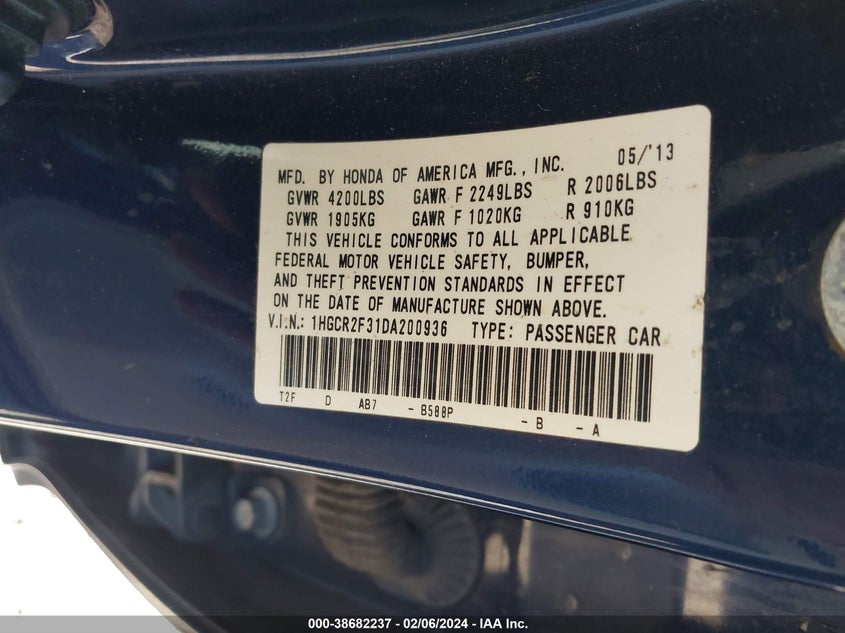 MFD. BY HONDA OF AMERICA MFG., INC. 05/'13
GVWR 4200LBS GAWR F 2249LBS R 2006LBS
GVWR 1905KG GAWR F 1020KG R 910KG
THIS VEHICLE CONFORMS TO ALL APPLICABLE
FEDERAL MOTOR VEHICLE SAFETY, BUMPER,
AND THEFT PREVENTION STANDARDS IN EFFECT
ON THE DATE OF MANUFACTURE SHOWN ABOVE.
V.I.N.: 1HGCR2F31DA200936 TYPE: PASSENGER CAR
T2F D AB7 - B588P - B - A
000-38682237 - 02/06/2024 - IAA Inc.